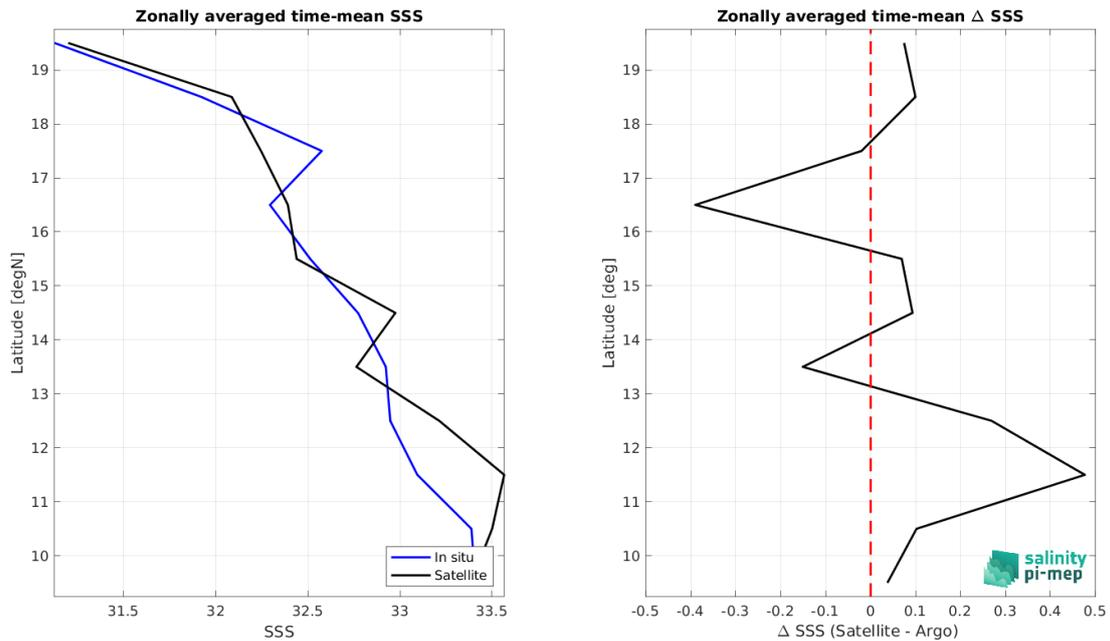 Zonally averaged time-mean SSS
19
18
17
16
15
14
13
12
11
10
Latitude [degN]
31.5 32 32.5 33 33.5
SSS
In situ
Satellite
Zonally averaged time-mean Δ SSS
19
18
17
16
15
14
13
12
11
10
Latitude [deg]
-0.5 -0.4 -0.3 -0.2 -0.1 0 0.1 0.2 0.3 0.4 0.5
Δ SSS (Satellite - Argo)
salinity
pi-mep